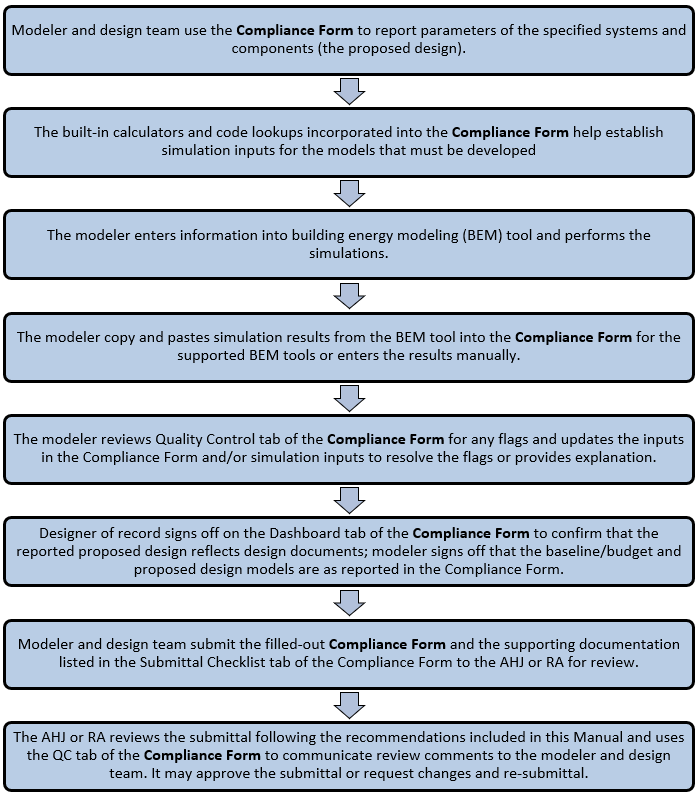 Modeler and design team use the Compliance Form to report parameters of the specified systems and
components (the proposed design).
The built-in calculators and code lookups incorporated into the Compliance Form help establish
simulation inputs for the models that must be developed
The modeler enters information into building energy modeling (BEM) tool and performs the
simulations.
The modeler copy and pastes simulation results from the BEM tool into the Compliance Form for the
supported BEM tools or enters the results manually.
The modeler reviews Quality Control tab of the Compliance Form for any flags and updates the inputs
in the Compliance Form and/or simulation inputs to resolve the flags or provides explanation.
Designer of record signs off on the Dashboard tab of the Compliance Form to confirm that the
reported proposed design reflects design documents; modeler signs off that the baseline/budget and
proposed design models are as reported in the Compliance Form.
Modeler and design team submit the filled-out Compliance Form and the supporting documentation
listed in the Submittal Checklist tab of the Compliance Form to the AHJ or RA for review.
The AHJ or RA reviews the submittal following the recommendations included in this Manual and uses
the QC tab of the Compliance Form to communicate review comments to the modeler and design
team. It may approve the submittal or request changes and re-submittal.